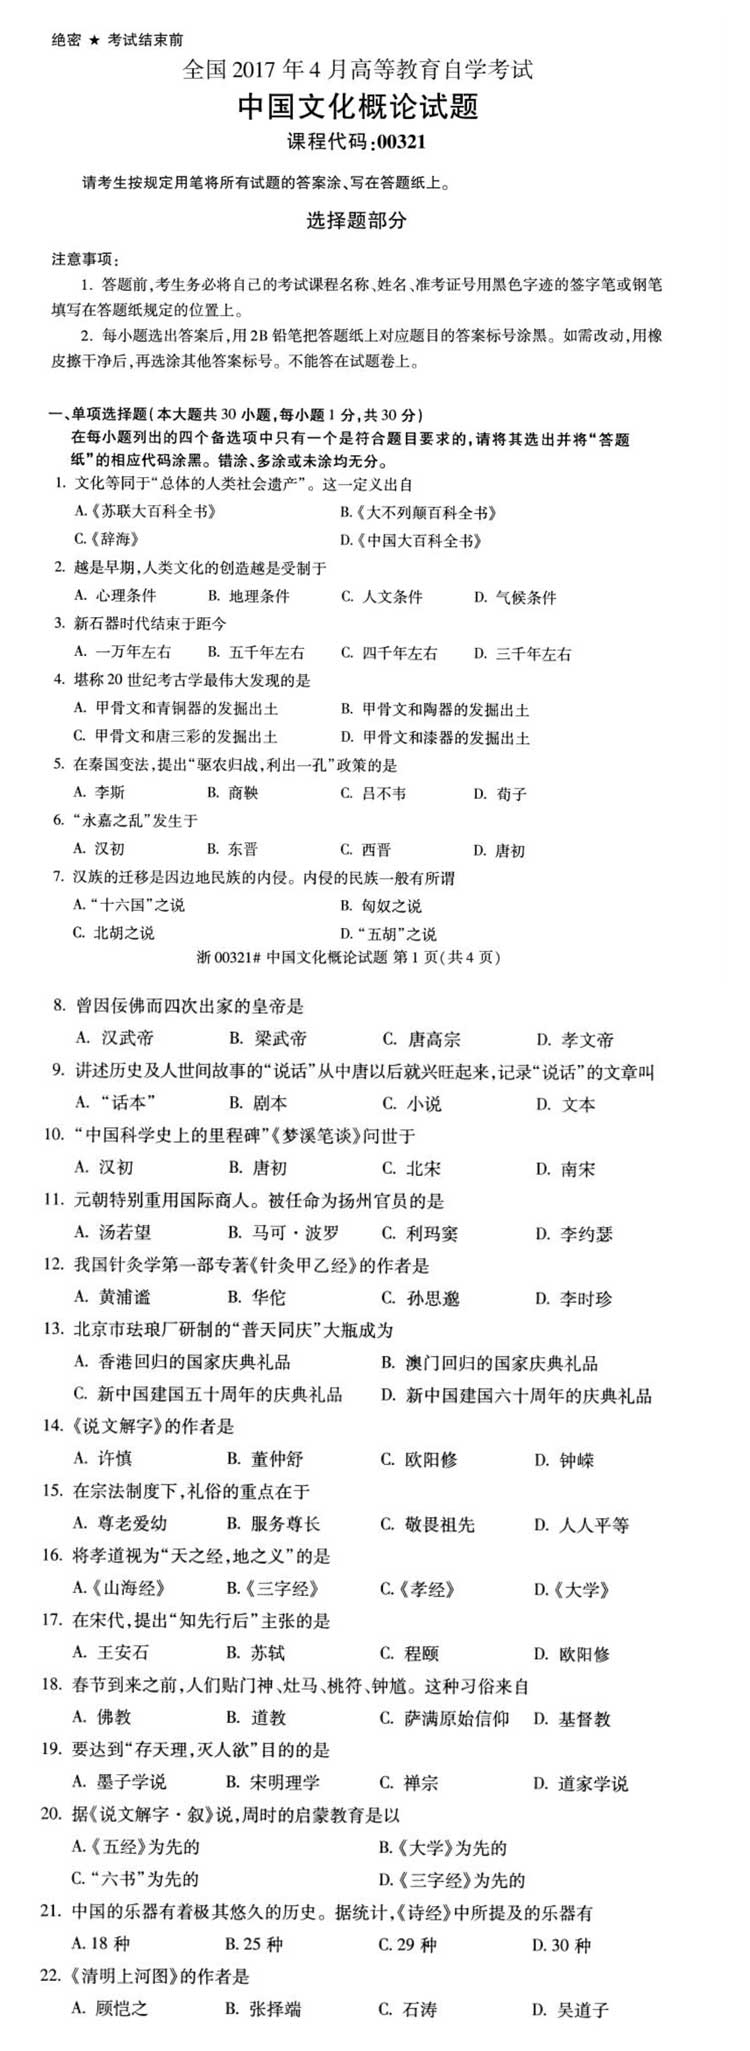 绝密 ★ 考试结束前
全国 2017 年 4 月高等教育自学考试
中国文化概论试题
课程代码:00321
请考生按规定用笔将所有试题的答案涂、写在答题纸上。
选择题部分
注意事项:
1. 答题前,考生务必将自己的考试课程名称、姓名、准考证号用黑色字迹的签字笔或钢笔
填写在答题纸规定的位置上。
2. 每小题选出答案后,用 2B 铅笔把答题纸上对应题目的答案标号涂黑。如需改动,用橡
皮擦干净后,再选涂其他答案标号。不能答在试题卷上。
一、单项选择题(本大题共 30 小题,每小题 1 分,共 30 分)
在每小题列出的四个备选项中只有一个是符合题目要求的,请将其选出并将“答题
纸”的相应代码涂黑。错涂、多涂或未涂均无分。
1. 文化等同于“总体的人类社会遗产”。这一定义出自
A.《苏联大百科全书》 B.《大不列颠百科全书》
C.《辞海》 D.《中国大百科全书》
2. 越是早期,人类文化的创造越是受制于
A. 心理条件 B. 地理条件 C. 人文条件 D. 气候条件
3. 新石器时代结束于距今
A. 一万年左右 B. 五千年左右 C. 四千年左右 D. 三千年左右
4. 堪称 20 世纪考古学最伟大发现的是
A. 甲骨文和青铜器的发掘出土 B. 甲骨文和陶器的发掘出土
C. 甲骨文和唐三彩的发掘出土 D. 甲骨文和漆器的发掘出土
5. 在秦国变法,提出“驱农归战,利出一孔”政策的是
A. 李斯 B. 商鞅 C. 吕不韦 D. 荀子
6. “永嘉之乱”发生于
A. 汉初 B. 东晋 C. 西晋 D. 唐初
7. 汉族的迁移是因边地民族的内侵。内侵的民族一般有所谓
A. “十六国”之说 B. 匈奴之说
C. 北胡之说 D. “五胡”之说
浙 00321# 中国文化概论试题 第 1 页(共 4 页)
8. 曾因佞佛而四次出家的皇帝是
A. 汉武帝 B. 梁武帝 C. 唐高宗 D. 孝文帝
9. 讲述历史及人世间故事的“说话”从中唐以后就兴旺起来,记录“说话”的文章叫
A. “话本” B. 剧本 C. 小说 D. 文本
10. “中国科学史上的里程碑”《梦溪笔谈》问世于
A. 汉初 B. 唐初 C. 北宋 D. 南宋
11. 元朝特别重用国际商人。被任命为扬州官员的是
A. 汤若望 B. 马可·波罗 C. 利玛窦 D. 李约瑟
12. 我国针灸学第一部专著《针灸甲乙经》的作者是
A. 黄浦谧 B. 华佗 C. 孙思邈 D. 李时珍
13. 北京市珐琅厂研制的“普天同庆”大瓶成为
A. 香港回归的国家庆典礼品 B. 澳门回归的国家庆典礼品
C. 新中国建国五十周年的庆典礼品 D. 新中国建国六十周年的庆典礼品
14.《说文解字》的作者是
A. 许慎 B. 董仲舒 C. 欧阳修 D. 钟嵘
15. 在宗法制度下,礼俗的重点在于
A. 尊老爱幼 B. 服务尊长 C. 敬畏祖先 D. 人人平等
16. 将孝道视为“天之经,地之义”的是
A.《山海经》 B.《三字经》 C.《孝经》 D.《大学》
17. 在宋代,提出“知先行后”主张的是
A. 王安石 B. 苏轼 C. 程颐 D. 欧阳修
18. 春节到来之前,人们贴门神、灶马、桃符、钟馗。这种习俗来自
A. 佛教 B. 道教 C. 萨满原始信仰 D. 基督教
19. 要达到“存天理,灭人欲”目的的是
A. 墨子学说 B. 宋明理学 C. 禅宗 D. 道家学说
20. 据《说文解字·叙》说,周时的启蒙教育是以
A.《五经》为先的 B.《大学》为先的
C. “六书”为先的 D.《三字经》为先的
21. 中国的乐器有着极其悠久的历史。据统计,《诗经》中所提及的乐器有
A. 18 种 B. 25 种 C. 29 种 D. 30 种
22.《清明上河图》的作者是
A. 顾恺之 B. 张择端 C. 石涛 D. 吴道子